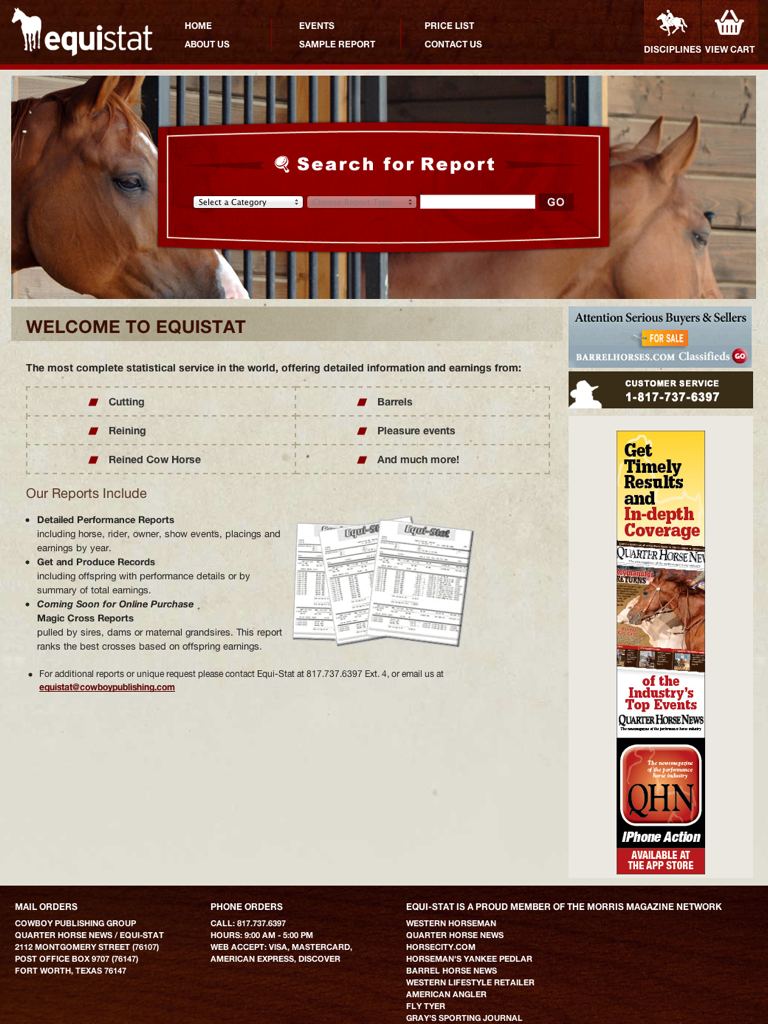 equistat
HOME
EVENTS
PRICE LIST
ABOUT US
SAMPLE REPORT
CONTACT US
DISCIPLINES
VIEW CART
Search for Report
Select a Category
Choose Report Type
GO
WELCOME TO EQUISTAT
The most complete statistical service in the world, offering detailed information and earnings from:
Cutting
Barrels
Reining
Pleasure events
Reined Cow Horse
And much more!
Our Reports Include
Detailed Performance Reports
including horse, rider, owner, show events, placings and
earnings by year.
Get and Produce Records
including offspring with performance details or by
summary of total earnings.
Coming Soon for Online Purchase
Magic Cross Reports
pulled by sires, dams or maternal grandsires. This report
ranks the best crosses based on offspring earnings.
Equi-Stat
Equi-Stat
For additional reports or unique request please contact Equi-Stat at 817.737.6397 Ext. 4, or email us at
equistat@cowboypublishing.com
Attention Serious Buyers & Sellers
FOR SALE
BARRELHORSES.COM Classifieds GO
CUSTOMER SERVICE
1-817-737-6397
Get
Timely
Results
and
In-depth
Coverage
QUARTER HORSE NEWS
of the
Industry's
Top Events
QUARTER HORSE NEWS
The newsmagazine of the performance horse industry
The newsmagazine
of the performance
horse industry
QHN
iPhone Action
AVAILABLE AT
THE APP STORE
MAIL ORDERS
COWBOY PUBLISHING GROUP
QUARTER HORSE NEWS / EQUI-STAT
2112 MONTGOMERY STREET (76107)
POST OFFICE BOX 9707 (76147)
FORT WORTH, TEXAS 76147
PHONE ORDERS
CALL: 817.737.6397
HOURS: 9:00 AM - 5:00 PM
WEB ACCEPT: VISA, MASTERCARD,
AMERICAN EXPRESS, DISCOVER
EQUI-STAT IS A PROUD MEMBER OF THE MORRIS MAGAZINE NETWORK
WESTERN HORSEMAN
QUARTER HORSE NEWS
HORSECITY.COM
HORSEMAN'S YANKEE PEDLAR
BARREL HORSE NEWS
WESTERN LIFESTYLE RETAILER
AMERICAN ANGLER
FLY TYER
GRAY'S SPORTING JOURNAL